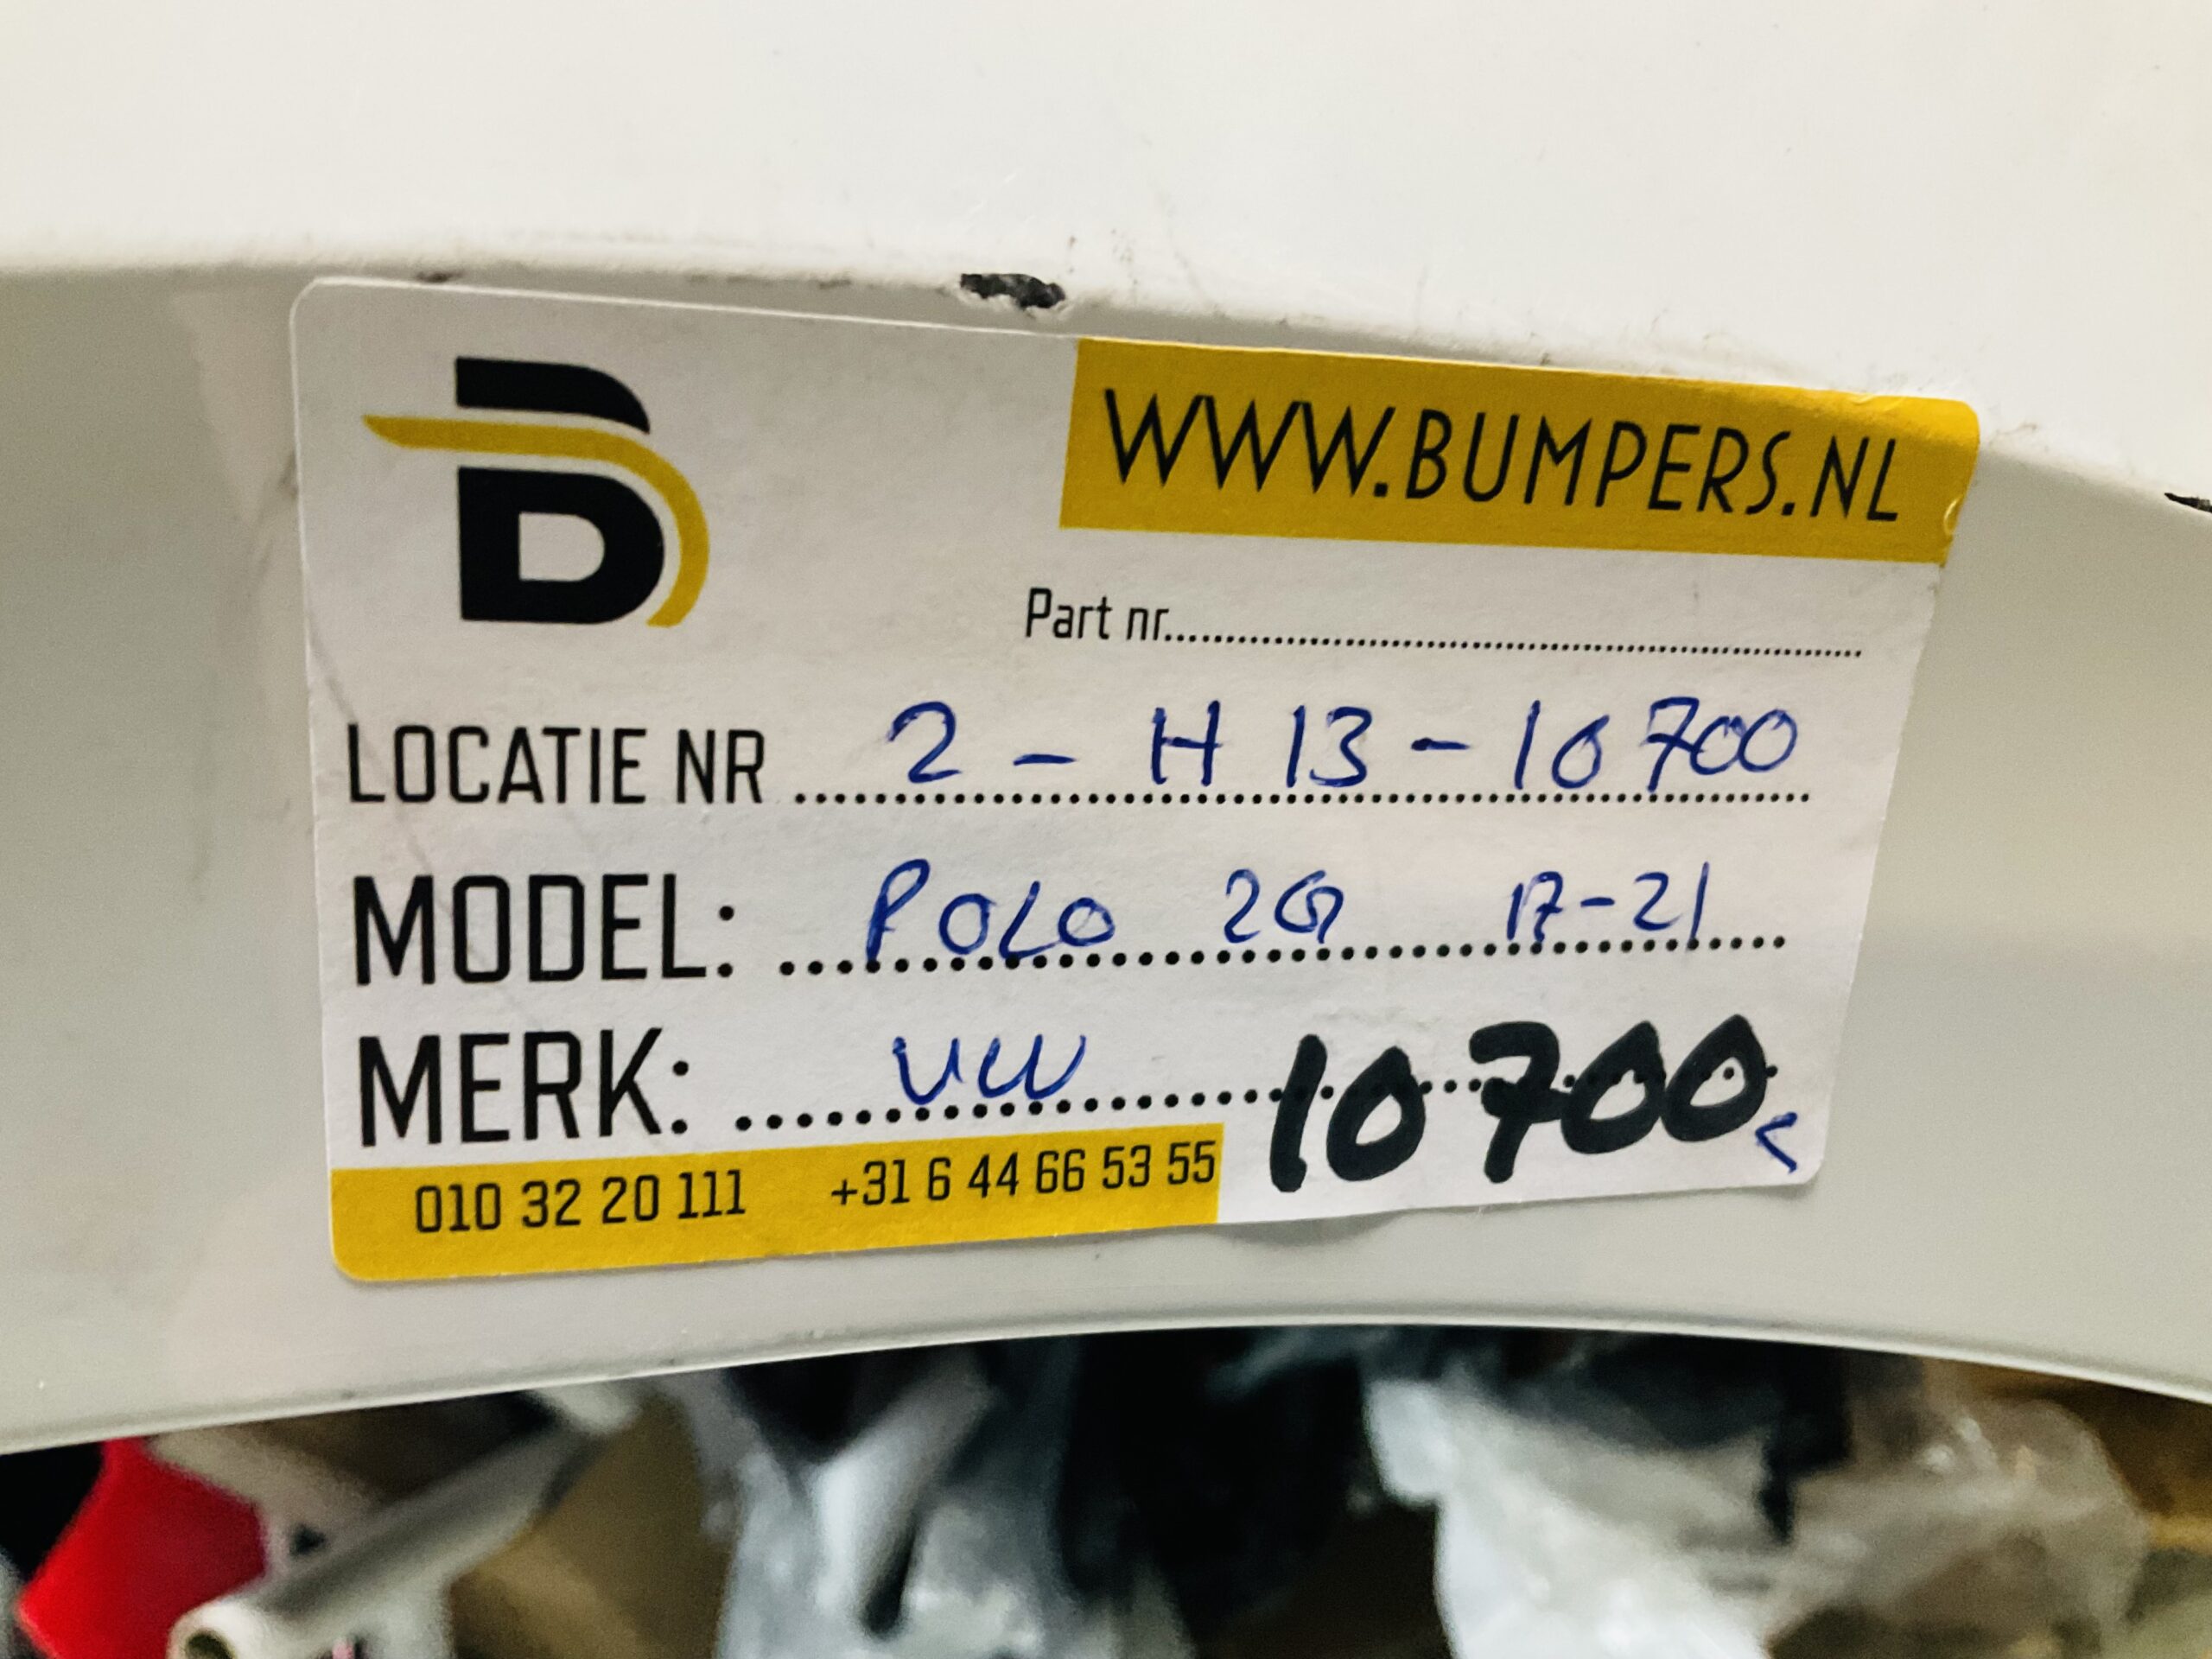 B
WWW.BUMPERS.NL
Part nr.......................................
LOCATIE NR 2 - H 13 - 10700
MODEL: POLO 2G 17-21
MERK: VW 10700
010 32 20 111 +31 6 44 66 53 55